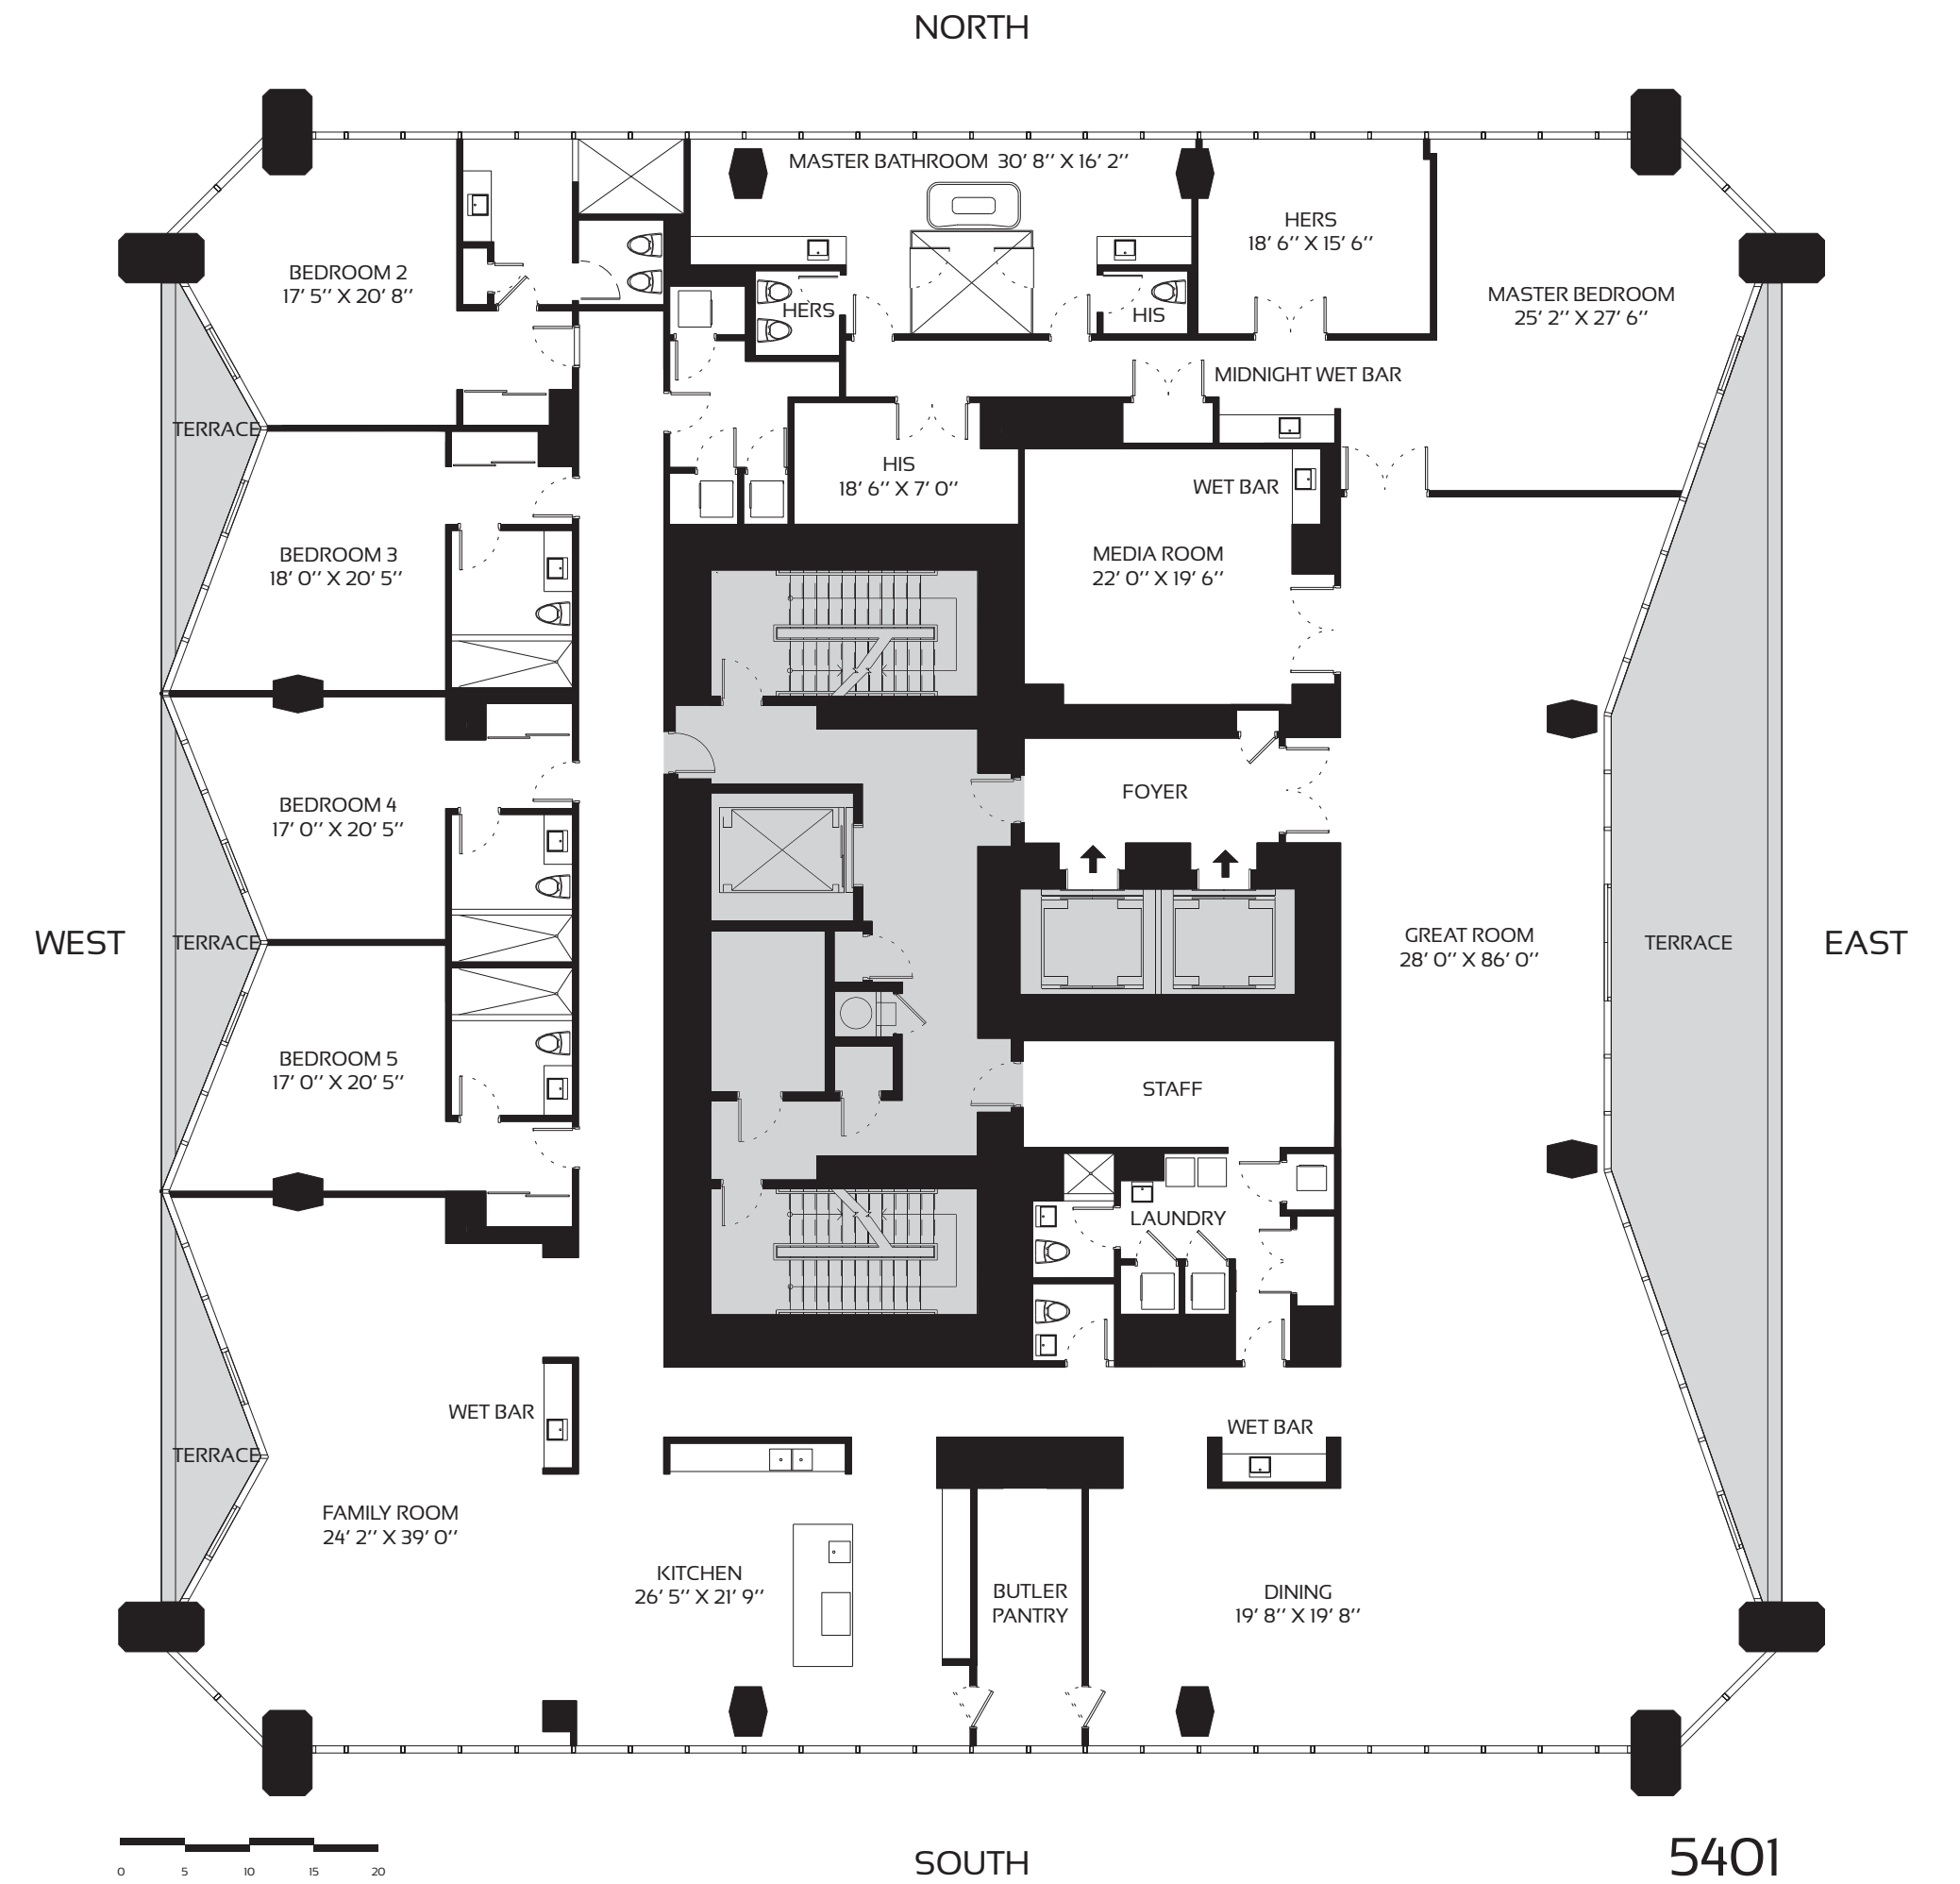 NORTH
MASTER BATHROOM 30' 8'' X 16' 2''
HERS
18' 6'' X 15' 6''
BEDROOM 2
17' 5'' X 20' 8''
MASTER BEDROOM
25' 2'' X 27' 6''
HERS
HIS
MIDNIGHT WET BAR
TERRACE
HIS
18' 6'' X 7' 0''
WET BAR
BEDROOM 3
18' 0'' X 20' 5''
MEDIA ROOM
22' 0'' X 19' 6''
FOYER
BEDROOM 4
17' 0'' X 20' 5''
WEST
TERRACE
GREAT ROOM
28' 0'' X 86' 0''
TERRACE
EAST
BEDROOM 5
17' 0'' X 20' 5''
STAFF
LAUNDRY
WET BAR
WET BAR
TERRACE
FAMILY ROOM
24' 2'' X 39' 0''
KITCHEN
26' 5'' X 21' 9''
BUTLER
PANTRY
DINING
19' 8'' X 19' 8''
0 5 10 15 20
SOUTH
5401